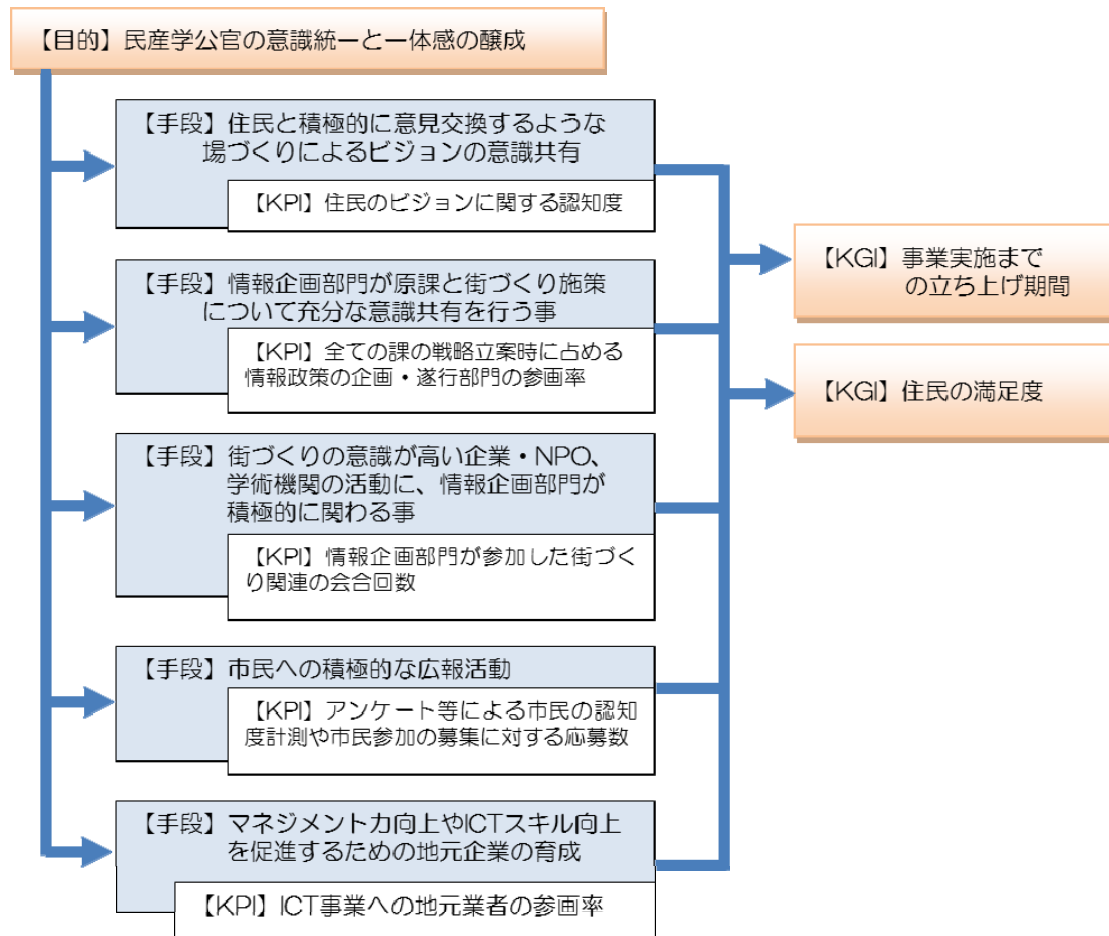 【目的】民産学公官の意識統一と一体感の醸成
【手段】住民と積極的に意見交換するような
場づくりによるビジョンの意識共有
【KPI】住民のビジョンに関する認知度
【手段】情報企画部門が原課と街づくり施策
について充分な意識共有を行う事
【KPI】全ての課の戦略立案時に占める
情報政策の企画・遂行部門の参画率
【手段】街づくりの意識が高い企業・NPO、
学術機関の活動に、情報企画部門が
積極的に関わる事
【KPI】情報企画部門が参加した街づく
り関連の会合回数
【手段】市民への積極的な広報活動
【KPI】アンケート等による市民の認知
度計測や市民参加の募集に対する応募数
【手段】マネジメント力向上やICTスキル向上
を促進するための地元企業の育成
【KPI】ICT事業への地元業者の参画率
【KGI】事業実施まで
の立ち上げ期間
【KGI】住民の満足度